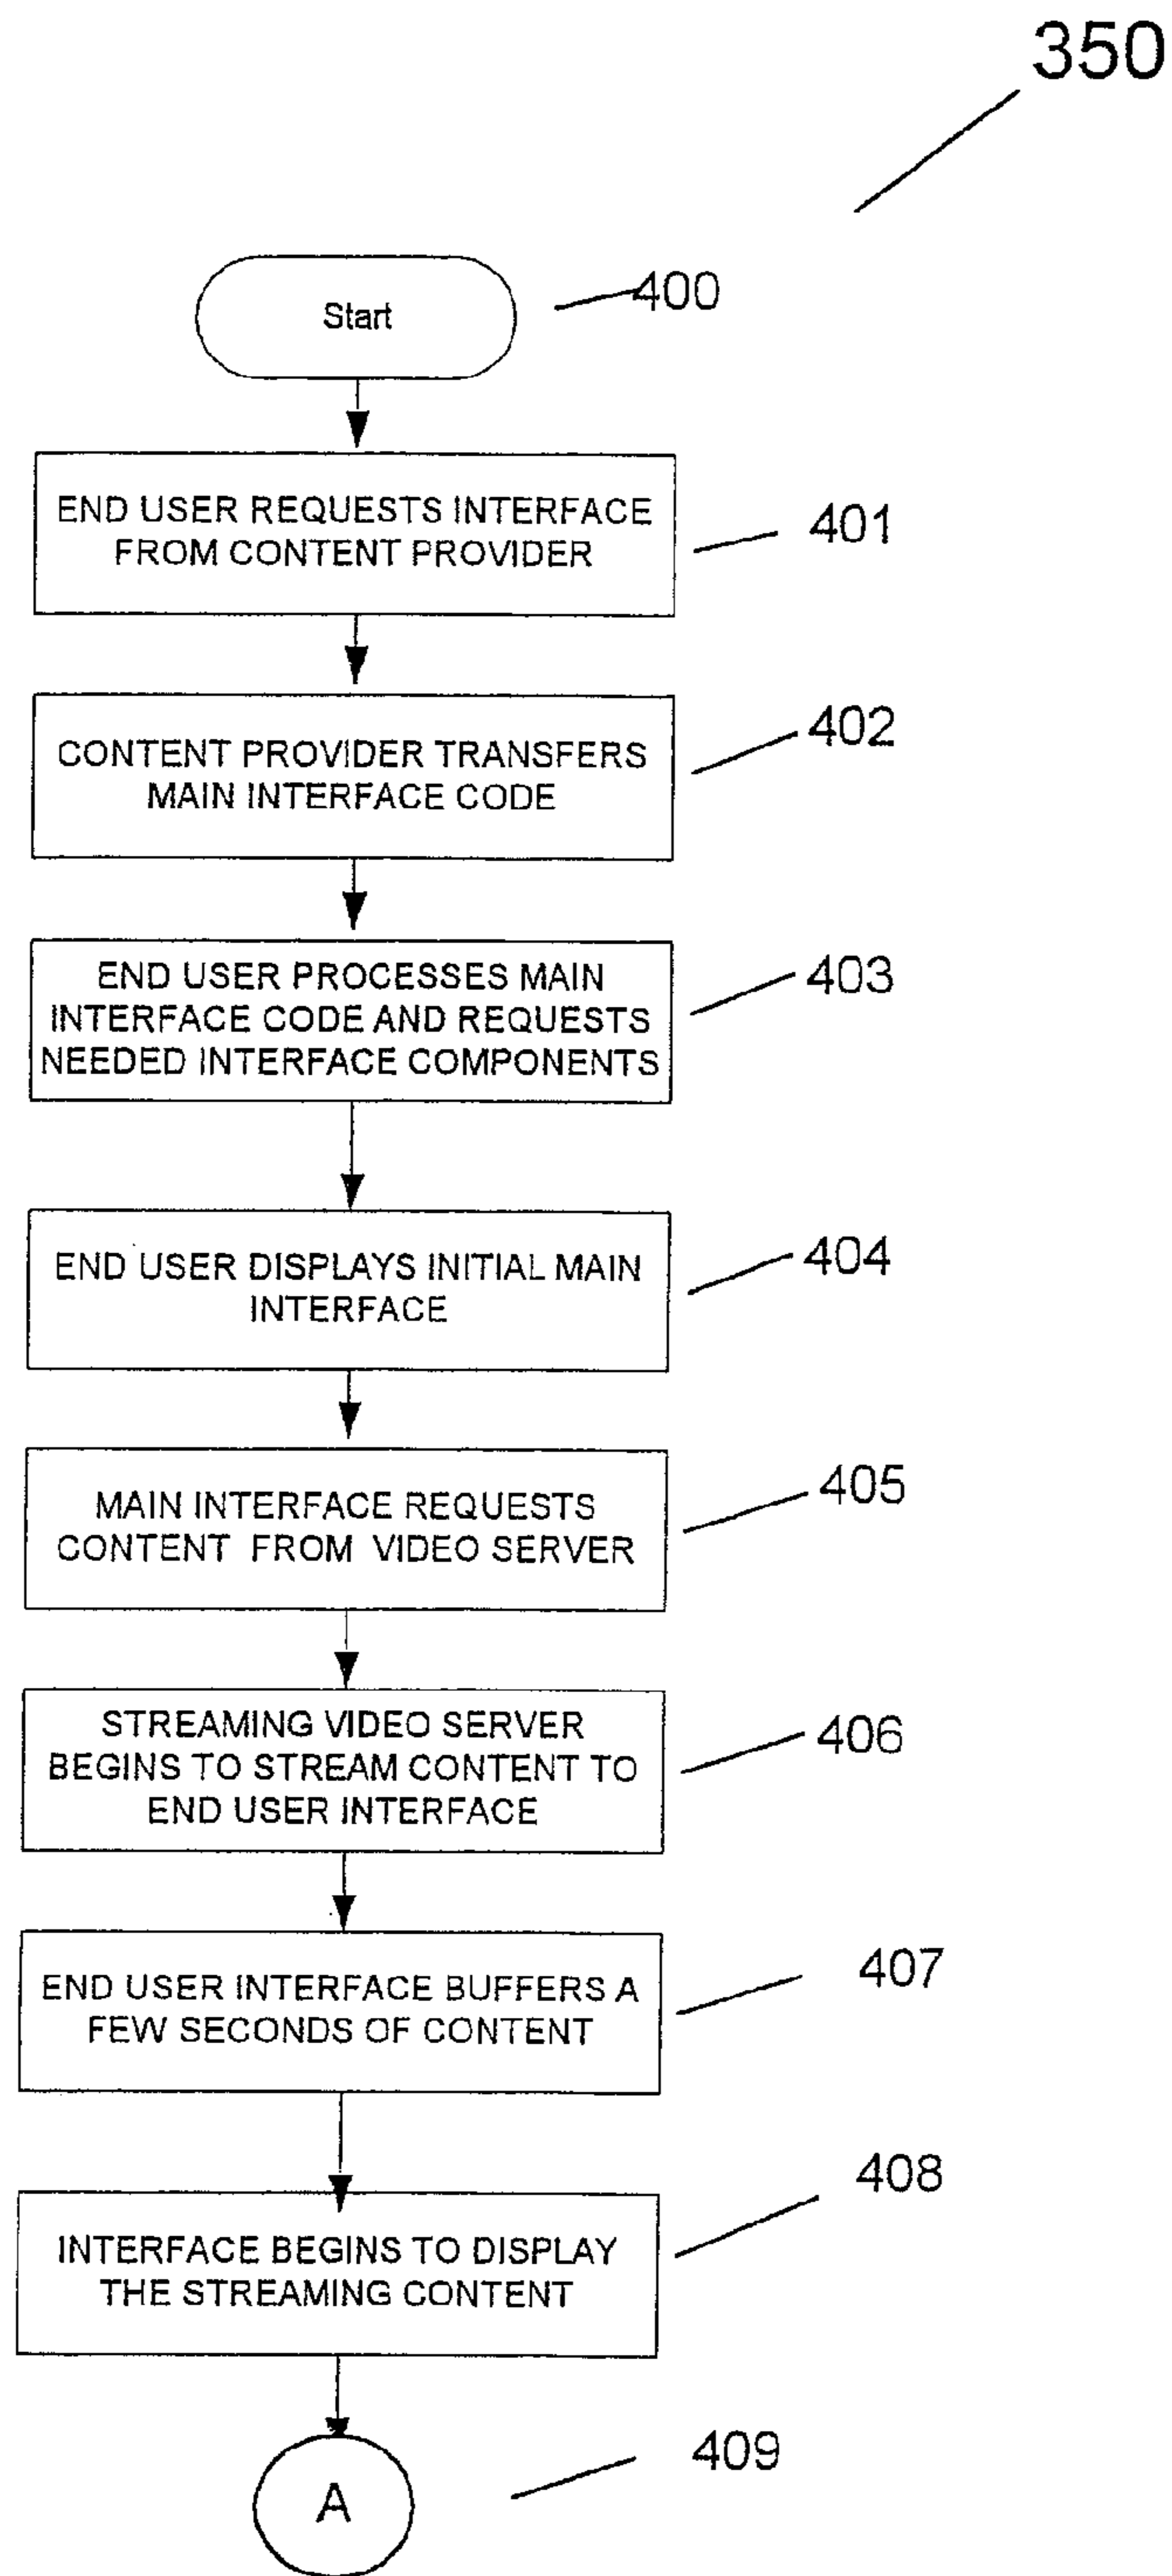 350
Start
400
END USER REQUESTS INTERFACE
FROM CONTENT PROVIDER
401
CONTENT PROVIDER TRANSFERS
MAIN INTERFACE CODE
402
END USER PROCESSES MAIN
INTERFACE CODE AND REQUESTS
NEEDED INTERFACE COMPONENTS
403
END USER DISPLAYS INITIAL MAIN
INTERFACE
404
MAIN INTERFACE REQUESTS
CONTENT FROM VIDEO SERVER
405
STREAMING VIDEO SERVER
BEGINS TO STREAM CONTENT TO
END USER INTERFACE
406
END USER INTERFACE BUFFERS A
FEW SECONDS OF CONTENT
407
INTERFACE BEGINS TO DISPLAY
THE STREAMING CONTENT
408
A
409